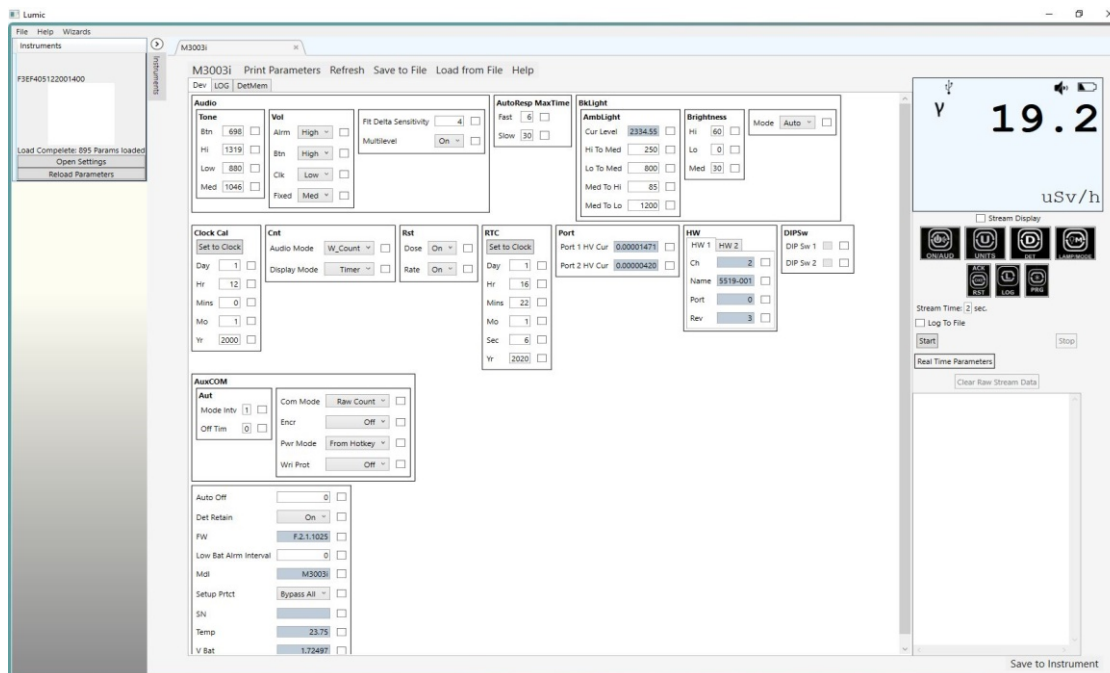 Lumic
File Help Wizards
Instruments
F3EF405122001400
Load Compelete: 895 Params loaded
Open Settings
Reload Parameters
Instruments
M3003i
M3003i Print Parameters Refresh Save to File Load from File Help
Dev LOG DetMem
Audio
Tone
Btn 698
Hi 1319
Low 880
Med 1046
Vol
Alrm High
Btn High
Clk Low
Fixed Med
Flt Delta Sensitivity 4
Multilevel On
AutoResp MaxTime
Fast 6
Slow 30
BkLight
AmbLight
Cur Level 2334.55
Hi To Med 250
Lo To Med 800
Med To Hi 85
Med To Lo 1200
Brightness
Hi 60
Lo 0
Med 30
Mode Auto
Clock Cal
Set to Clock
Day 1
Hr 12
Mins 0
Mo 1
Yr 2000
Cnt
Audio Mode W_Count
Display Mode Timer
Rst
Dose On
Rate On
RTC
Set to Clock
Day 1
Hr 16
Mins 22
Mo 1
Sec 6
Yr 2020
Port
Port 1 HV Cur 0.00001471
Port 2 HV Cur 0.00000420
HW
HW 1 HW 2
Ch 2
Name 5519-001
Port 0
Rev 3
DIPSw
DIP Sw 1
DIP Sw 2
AuxCOM
Aut
Mode Intv 1
Off Tim 0
Com Mode Raw Count
Encr Off
Pwr Mode From Hotkey
Wri Prot Off
Auto Off 0
Det Retain On
FW F.2.1.1025
Low Bat Alrm Interval 0
Mdl M3003i
Setup Prtct Bypass All
SN
Temp 23.75
V Bat 1.72497
γ 19.2
uSv/h
Stream Display
ON/AUD UNITS DET LAMP/MODE
ACK
RST LOG PRG
Stream Time: 2 sec.
Log To File
Start Stop
Real Time Parameters
Clear Raw Stream Data
Save to Instrument